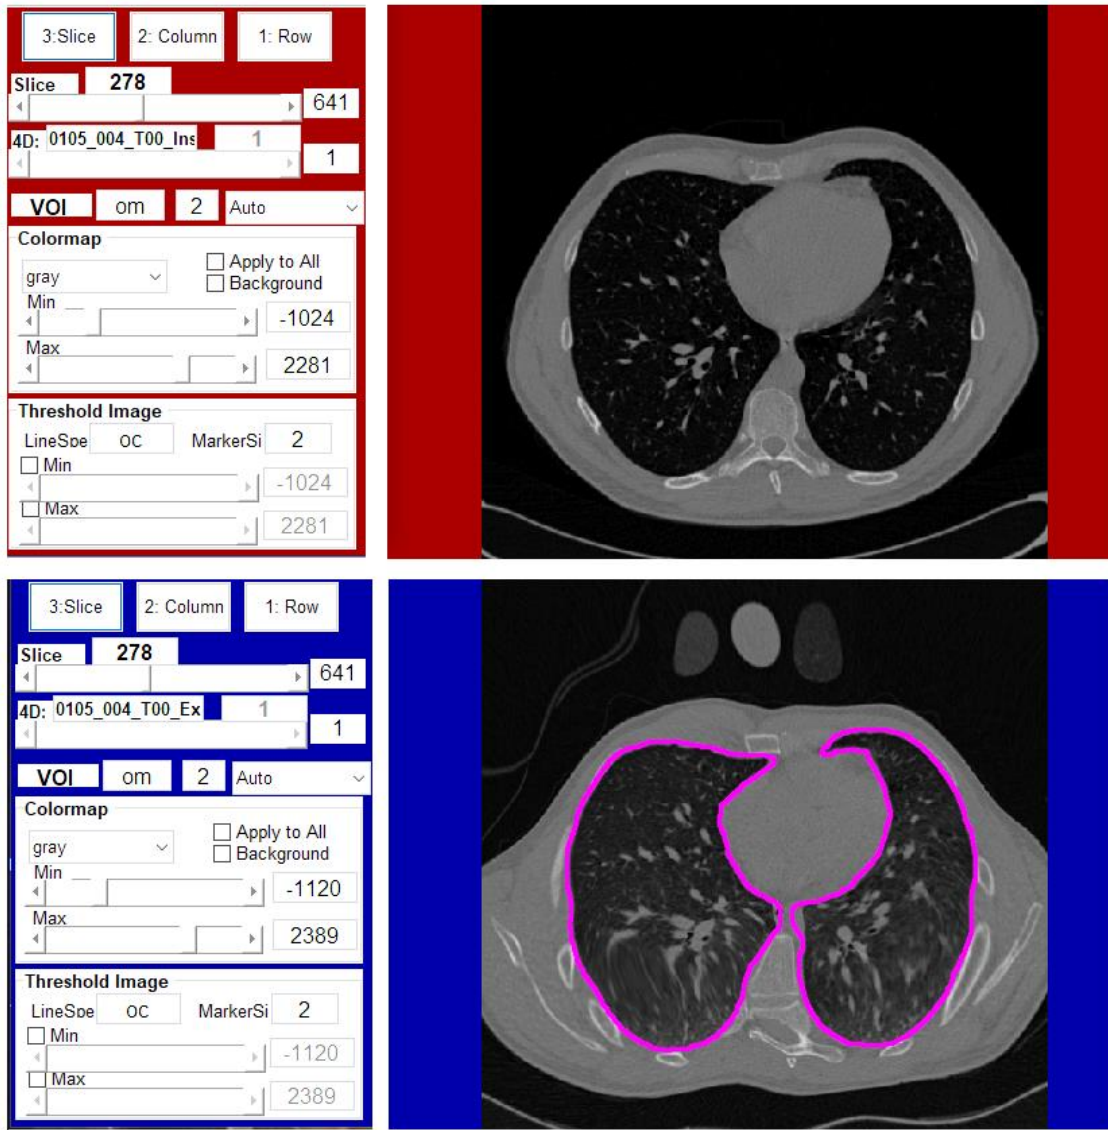 3:Slice 2: Column 1: Row
Slice 278
641
4D: 0105_004_T00_Ins 1
1
VOI om 2 Auto
Colormap
gray Apply to All
Background
Min
-1024
Max
2281
Threshold Image
LineSpe oc MarkerSi 2
Min
-1024
Max
2281
3:Slice 2: Column 1: Row
Slice 278
641
4D: 0105_004_T00_Ex 1
1
VOI om 2 Auto
Colormap
gray Apply to All
Background
Min
-1120
Max
2389
Threshold Image
LineSpe oc MarkerSi 2
Min
-1120
Max
2389